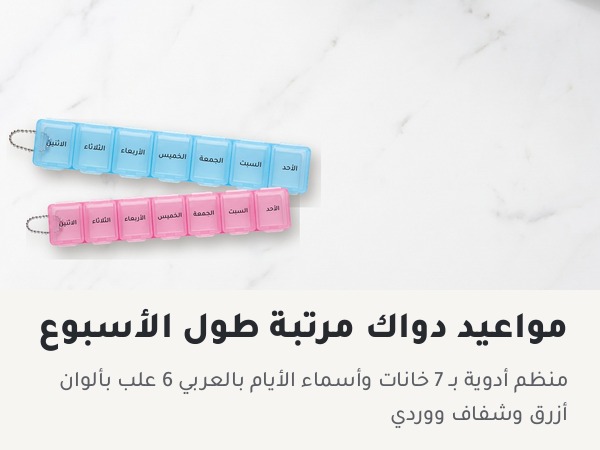 الاثنين الثلاثاء الأربعاء الخميس الجمعة السبت الأحد
الاثنين الثلاثاء الأربعاء الخميس الجمعة السبت الأحد
مواعيد دواك مرتبة طول الأسبوع
منظم أدوية بـ 7 خانات وأسماء الأيام بالعربي 6 علب بألوان
أزرق وشفاف ووردي